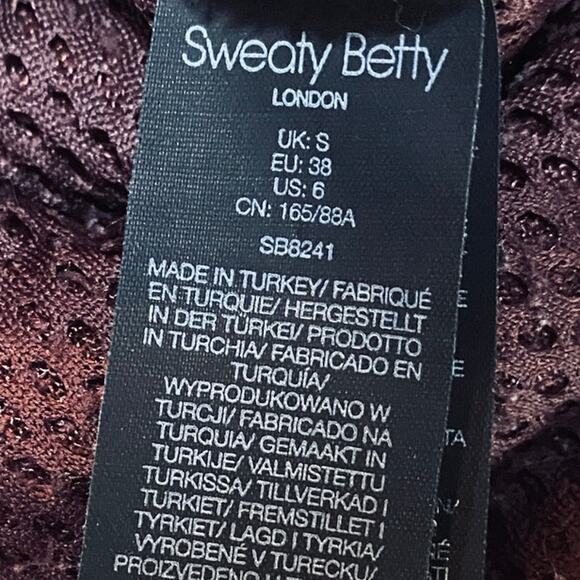 Sweaty Betty
LONDON
UK: S
EU: 38
US: 6
CN: 165/88A
SB8241
MADE IN TURKEY/ FABRIQUÉ
EN TURQUIE/ HERGESTELLT
IN DER TÜRKEI/ PRODOTTO
IN TURCHIA/ FABRICADO EN
TURQUÍA/
WYPRODUKOWANO W
TURCJI/ FABRICADO NA
TURQUIA/ GEMAAKT IN
TURKIJE/ VALMISTETTU
TURKISSA/ TILLVERKAD I
TURKIET/ FREMSTILLET I
TYRKIET/ LAGD I TYRKIA/
VYROBENÉ V TURECKU/